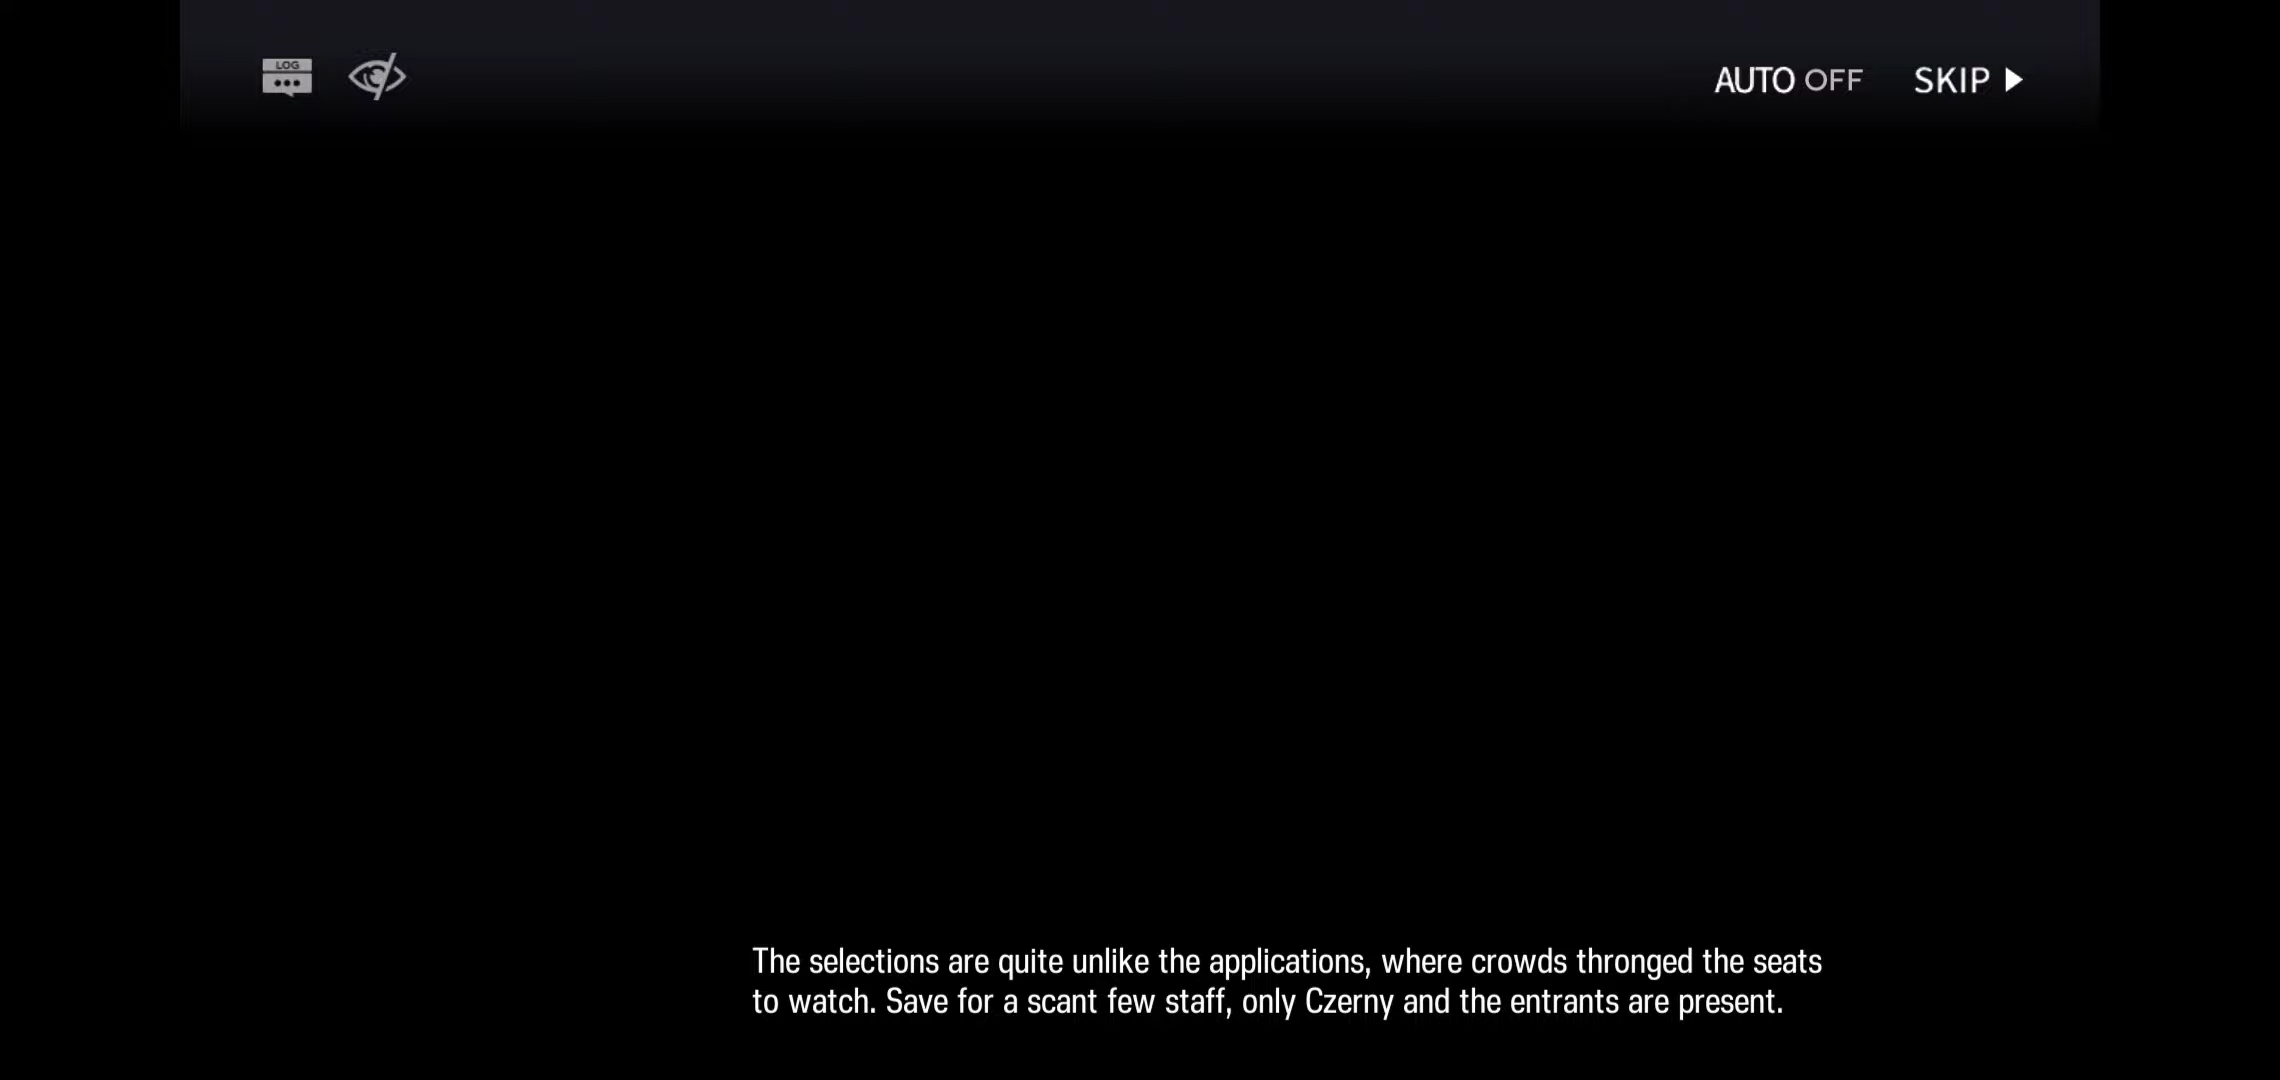 LOG
AUTO OFF SKIP
The selections are quite unlike the applications, where crowds thronged the seats
to watch. Save for a scant few staff, only Czerny and the entrants are present.